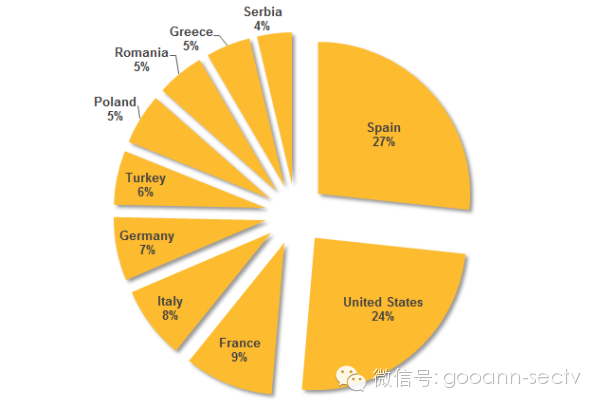 Serbia
4%
Greece
5%
Romania
5%
Poland
5%
Turkey
6%
Germany
7%
Italy
8%
France
9%
Spain
27%
United States
24%
微信号: gooann-sectv